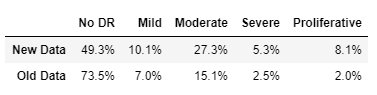 No DR Mild Moderate Severe Proliferative
New Data 49.3% 10.1% 27.3% 5.3% 8.1%
Old Data 73.5% 7.0% 15.1% 2.5% 2.0%